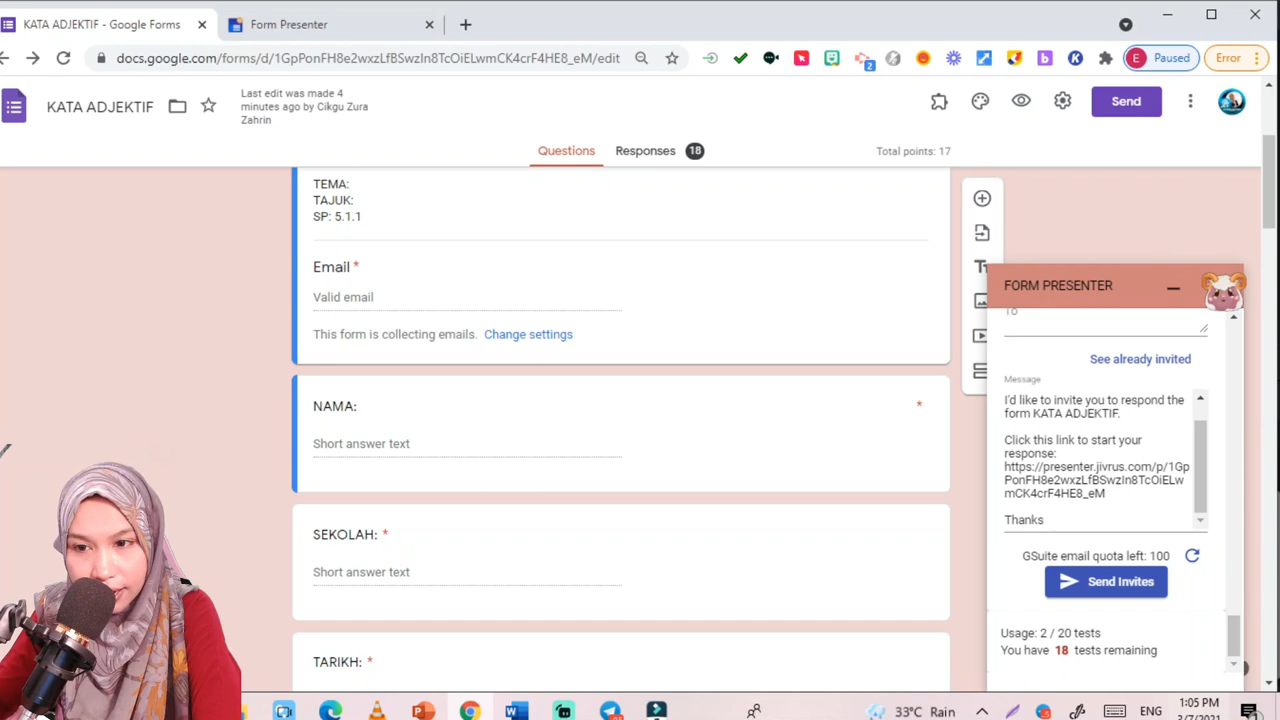 KATA ADJEKTIF - Google Forms
Form Presenter
docs.google.com/forms/d/1GpPonFH8e2wxzLfBSwzIn8TcOiELwmCK4crF4HE8_eM/edit
2
E Paused
Error
KATA ADJEKTIF
Last edit was made 4
minutes ago by Cikgu Zura
Zahrin
Send
Questions
Responses 18
Total points: 17
TEMA:
TAJUK:
SP: 5.1.1
Email *
Valid email
This form is collecting emails. Change settings
NAMA: *
Short answer text
SEKOLAH: *
Short answer text
TARIKH: *
FORM PRESENTER
To
See already invited
Message
I'd like to invite you to respond the
form KATA ADJEKTIF.
Click this link to start your
response:
https://presenter.jivrus.com/p/1Gp
PonFH8e2wxzLfBSwzIn8TcOiELw
mCK4crF4HE8_eM
Thanks
GSuite email quota left: 100
Send Invites
Usage: 2 / 20 tests
You have 18 tests remaining
33°C Rain
ENG
1:05 PM